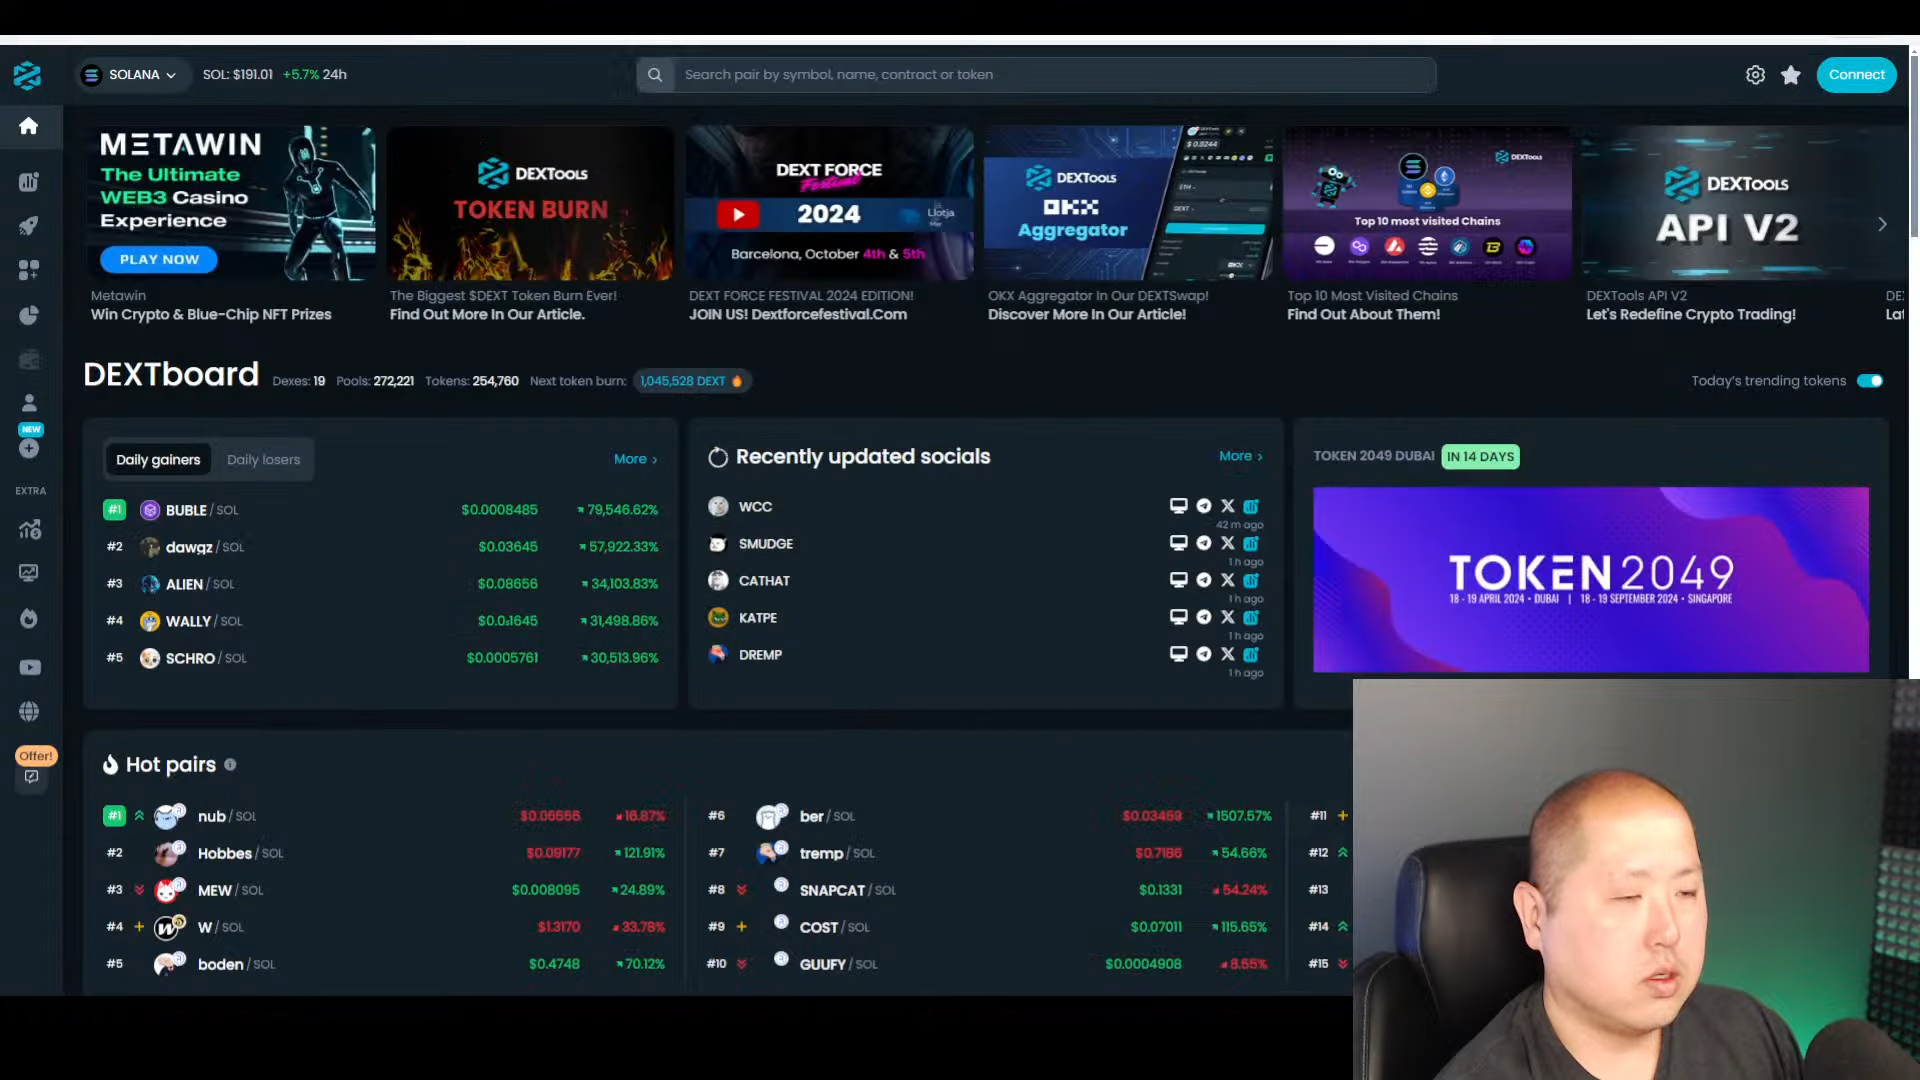 SOLANA
SOL: $191.01 +5.7% 24h
Search pair by symbol, name, contract or token
Connect
METAWIN
The Ultimate
WEB3 Casino
Experience
PLAY NOW
Metawin
Win Crypto & Blue-Chip NFT Prizes
DEXTools
TOKEN BURN
The Biggest $DEXT Token Burn Ever!
Find Out More In Our Article.
DEXT FORCE
Festival
2024
Llotja
Barcelona, October 4th & 5th
DEXT FORCE FESTIVAL 2024 EDITION!
JOIN US! Dextforcefestival.Com
DEXTools
OKX
Aggregator
$ 0.8244
OKX Aggregator In Our DEXTSwap!
Discover More In Our Article!
DEXTools
Top 10 most visited Chains
Top 10 Most Visited Chains
Find Out About Them!
DEXTools
API V2
DEXTools API V2
Let's Redefine Crypto Trading!
DE
Lat
DEXTboard
Dexes: 19 Pools: 272,221 Tokens: 254,760 Next token burn: 1,045,528 DEXT
Today's trending tokens
NEW
EXTRA
Offer!
Daily gainers Daily losers More >
#1 BUBLE / SOL $0.0008485 79,546.62%
#2 dawgz / SOL $0.03645 57,922.33%
#3 ALIEN / SOL $0.08656 34,103.83%
#4 WALLY / SOL 31,498.86%
#5 SCHRO / SOL $0.0005761 30,513.96%
Recently updated socials More >
WCC
42 m ago
SMUDGE
1 h ago
CATHAT
1 h ago
KATPE
1 h ago
DREMP
1 h ago
TOKEN 2049 DUBAI IN 14 DAYS
TOKEN2049
18 - 19 APRIL 2024 • DUBAI | 18 - 19 SEPTEMBER 2024 • SINGAPORE
Hot pairs
#1 nub / SOL 16.87%
#2 Hobbes / SOL $0.09177 121.91%
#3 MEW / SOL $0.008095 24.89%
#4 W / SOL $1.3170 33.78%
#5 boden / SOL $0.4748 70.12%
#6 ber / SOL 1507.57%
#7 tremp / SOL $0.7186 54.66%
#8 SNAPCAT / SOL $0.1331 54.24%
#9 COST / SOL $0.07011 115.65%
#10 GUUFY / SOL $0.0004908 8.55%
#11
#12
#13
#14
#15